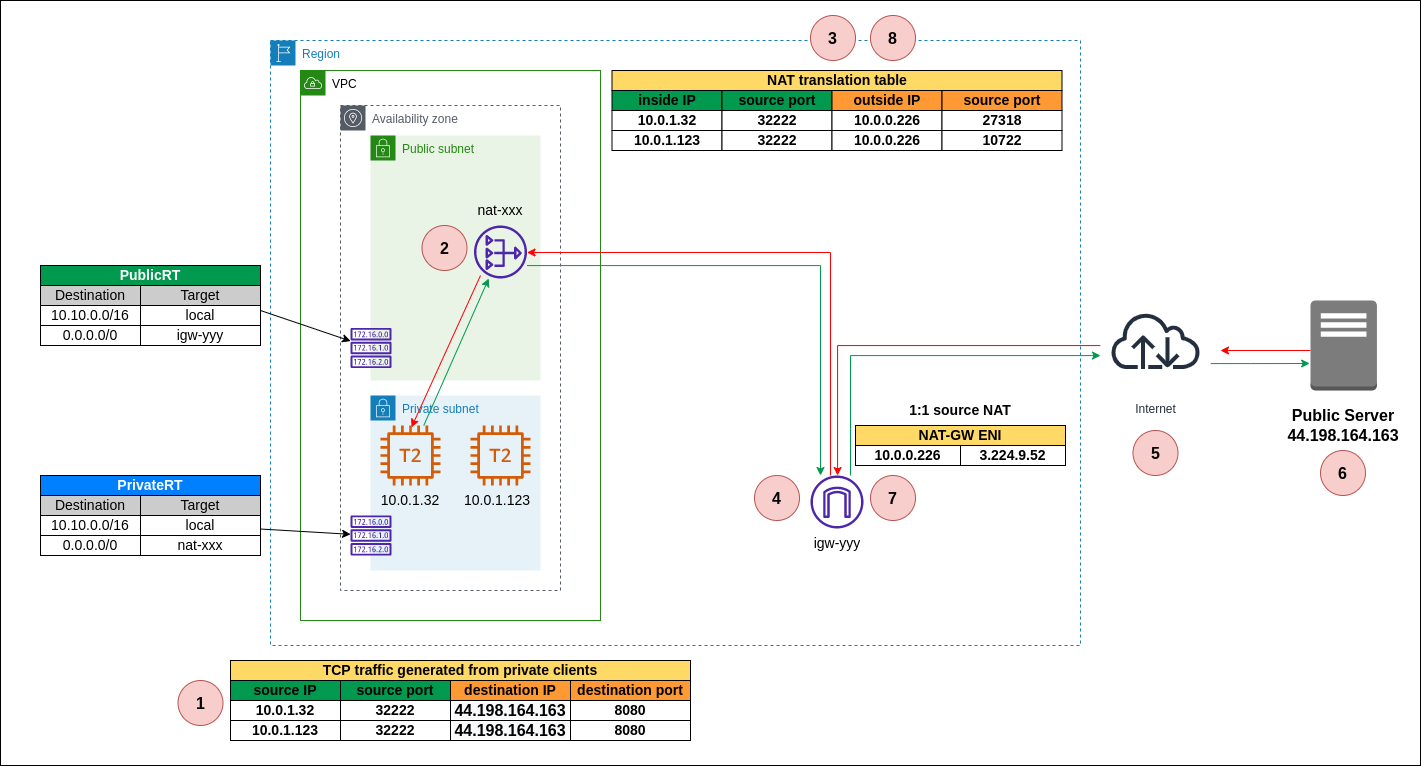 3 8
Region
VPC
Availability zone
Public subnet
NAT translation table
inside IP source port outside IP source port
10.0.1.32 32222 10.0.0.226 27318
10.0.1.123 32222 10.0.0.226 10722
nat-xxx
2
PublicRT
Destination Target
10.10.0.0/16 local
0.0.0.0/0 igw-yyy
172.16.0.0
172.16.1.0
172.16.2.0
Private subnet
T2 T2
10.0.1.32 10.0.1.123
172.16.0.0
172.16.1.0
172.16.2.0
PrivateRT
Destination Target
10.10.0.0/16 local
0.0.0.0/0 nat-xxx
1:1 source NAT
NAT-GW ENI
10.0.0.226 3.224.9.52
4 7
igw-yyy
Internet
5
Public Server
44.198.164.163
6
1
TCP traffic generated from private clients
source IP source port destination IP destination port
10.0.1.32 32222 44.198.164.163 8080
10.0.1.123 32222 44.198.164.163 8080